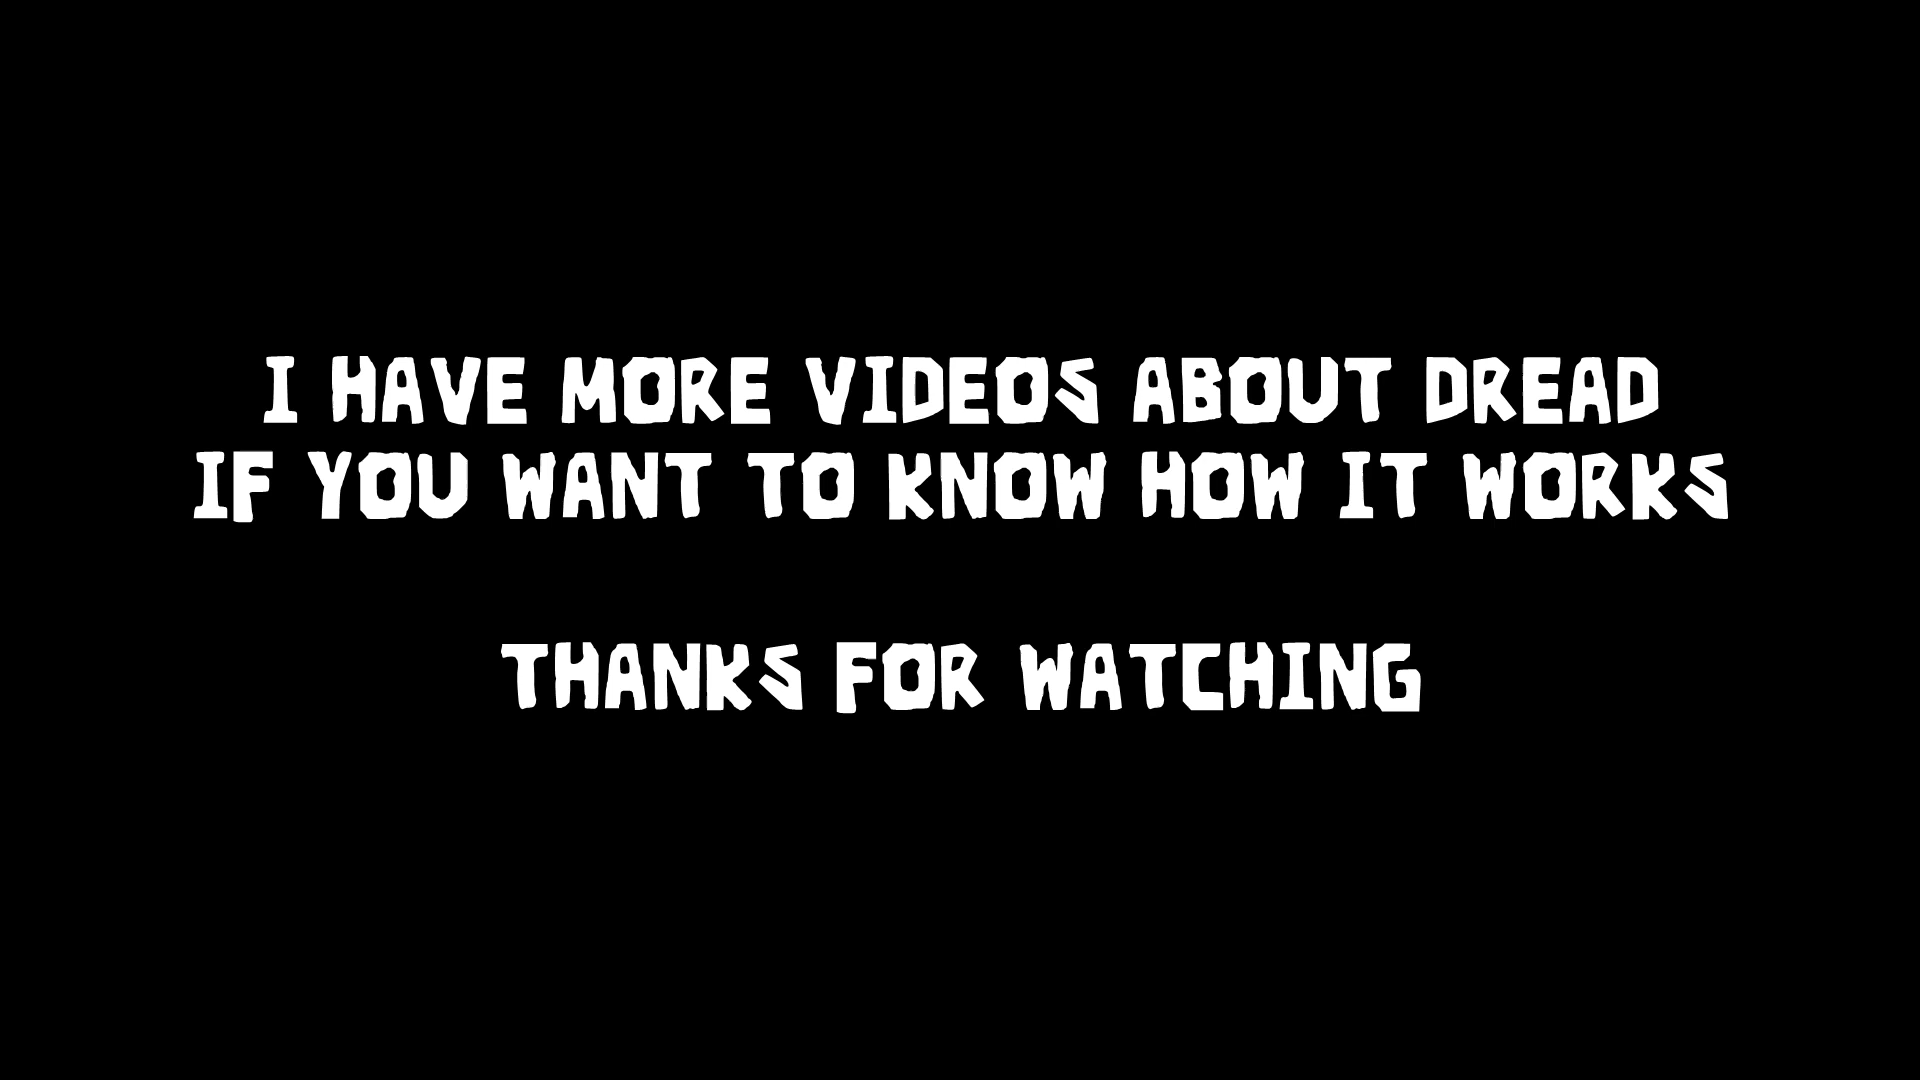 I HAVE MORE VIDEOS ABOUT DREAD
IF YOU WANT TO KNOW HOW IT WORKS
THANKS FOR WATCHING